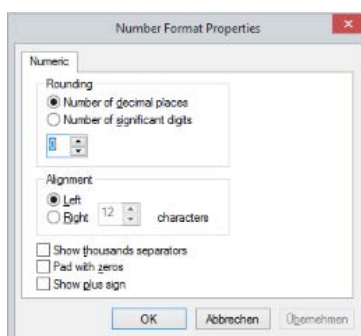 Number Format Properties
Numeric
Rounding
Number of decimal places
Number of significant digits
0
Alignment
Left
Right 12 characters
Show thousands separators
Pad with zeros
Show plus sign
OK Abbrechen Übernehmen